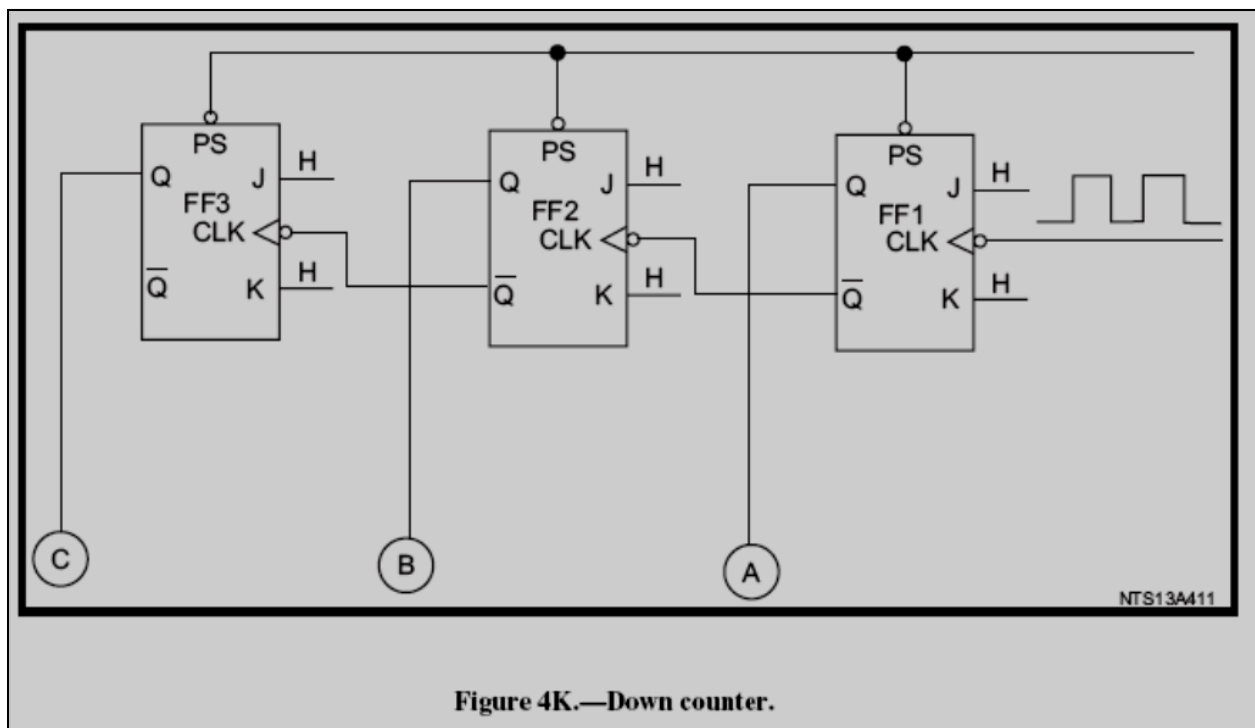 PS
PS
PS
Q J H
Q J H
Q J H
FF3
FF2
FF1
CLK
CLK
CLK
Q̅ K H
Q̅ K H
Q̅ K H
C
B
A
NTS13A411
Figure 4K.—Down counter.